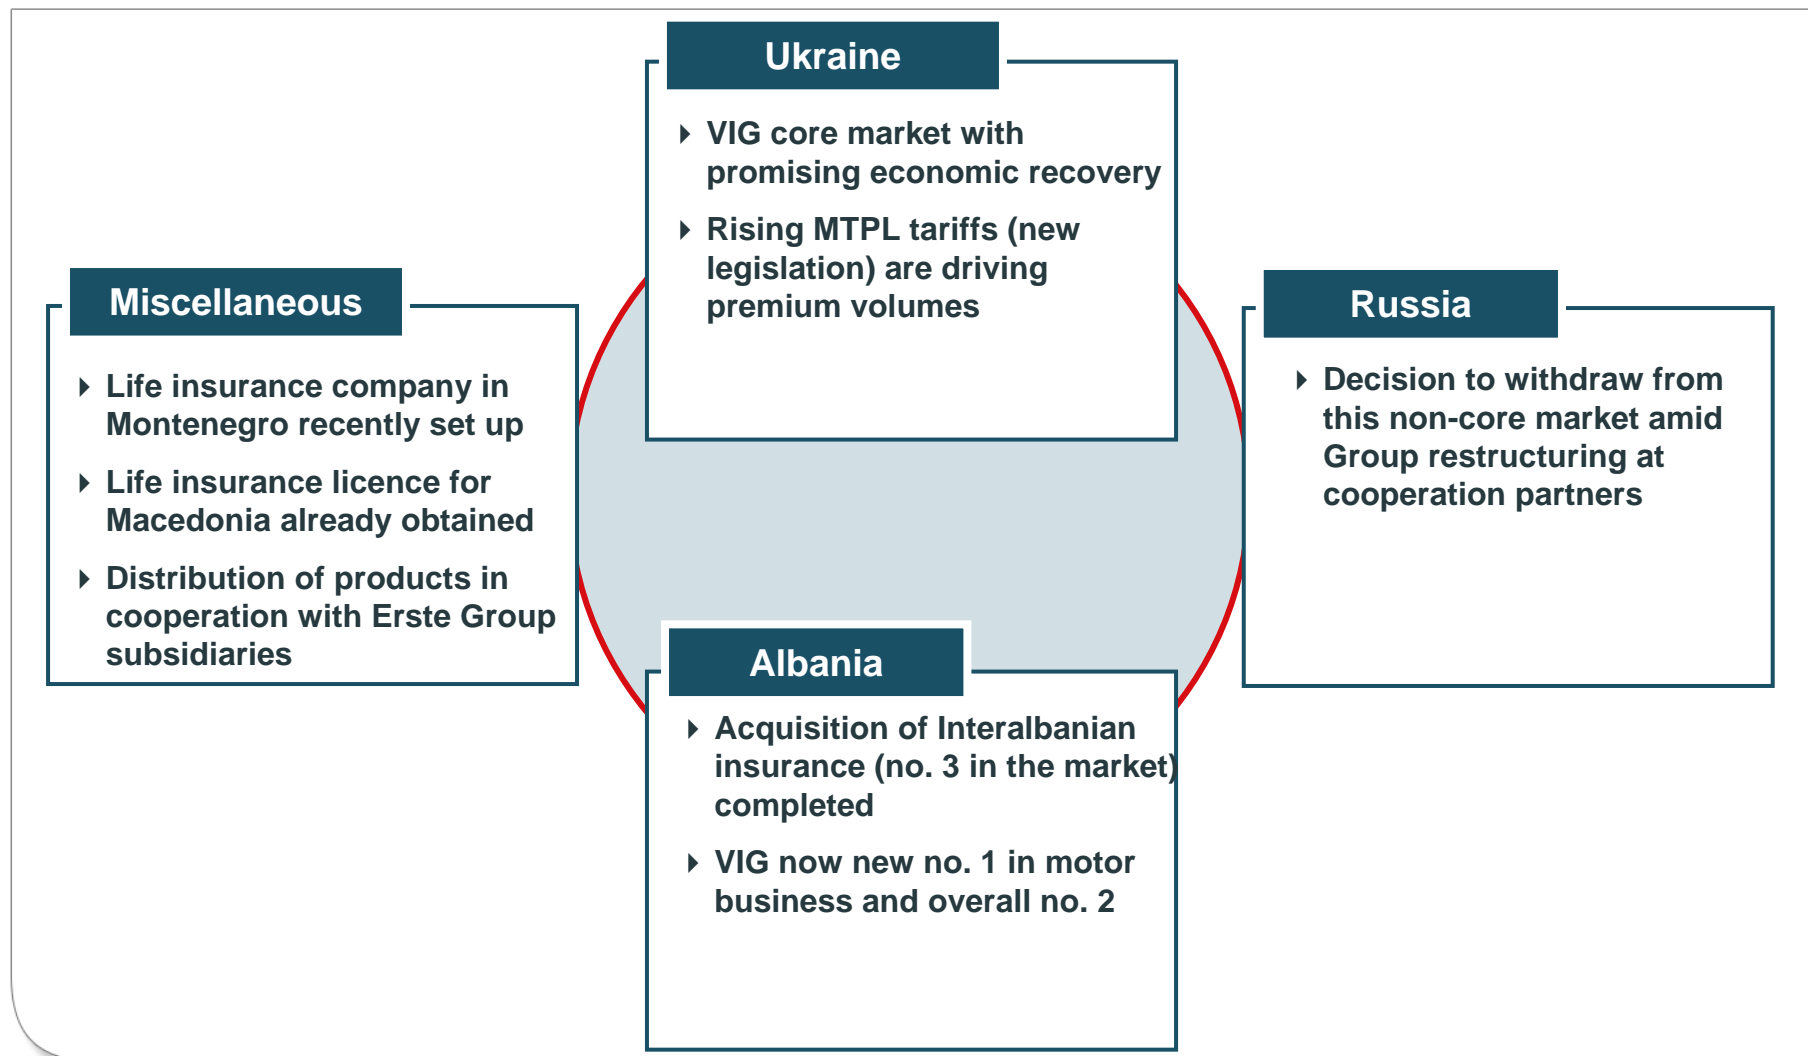 Ukraine
VIG core market with
promising economic recovery
Rising MTPL tariffs (new
legislation) are driving
premium volumes
Miscellaneous
Life insurance company in
Montenegro recently set up
Life insurance licence for
Macedonia already obtained
Distribution of products in
cooperation with Erste Group
subsidiaries
Russia
Decision to withdraw from
this non-core market amid
Group restructuring at
cooperation partners
Albania
Acquisition of Interalbanian
insurance (no. 3 in the market)
completed
VIG now new no. 1 in motor
business and overall no. 2